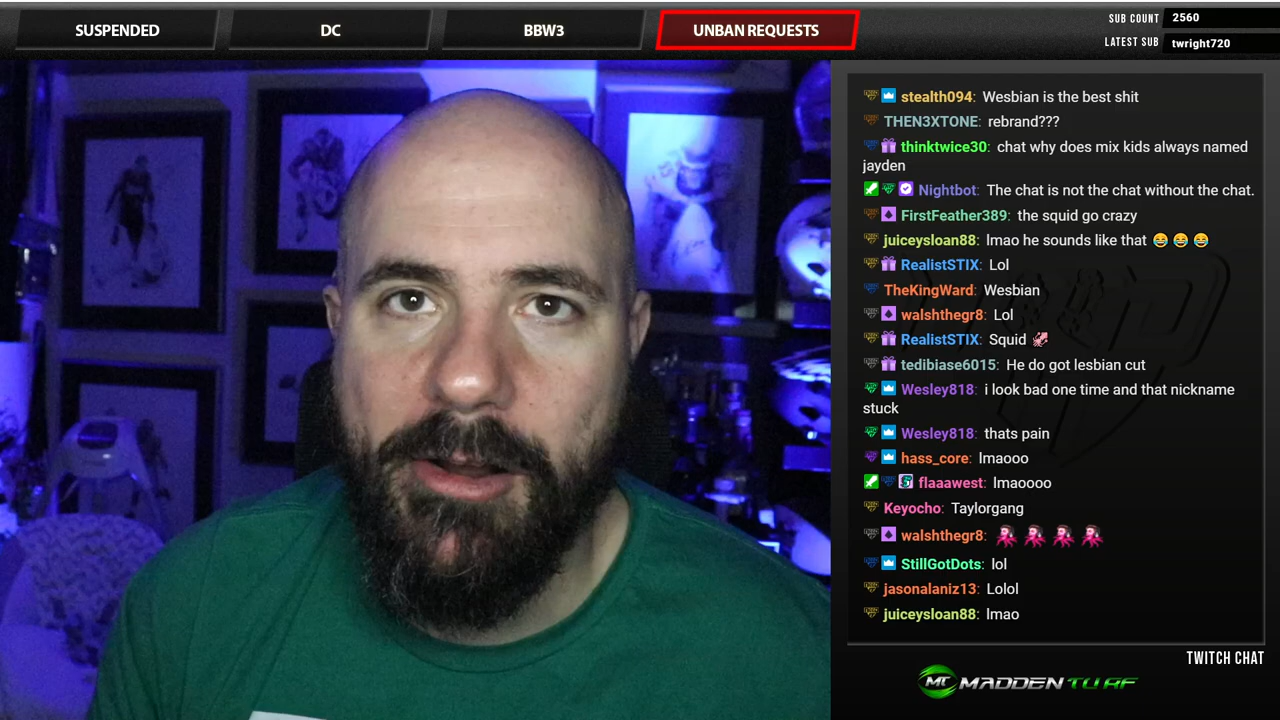 SUSPENDED
DC
BBW3
UNBAN REQUESTS
SUB COUNT 2560
LATEST SUB twright720
stealth094: Wesbian is the best shit
THEN3XTONE: rebrand???
thinktwice30: chat why does mix kids always named
jayden
Nightbot: The chat is not the chat without the chat.
FirstFeather389: the squid go crazy
juiceysloan88: lmao he sounds like that 😂 😂 😂
RealistSTIX: Lol
TheKingWard: Wesbian
walshthegr8: Lol
RealistSTIX: Squid 🦑
tedibiase6015: He do got lesbian cut
Wesley818: i look bad one time and that nickname
stuck
Wesley818: thats pain
hass_core: lmaooo
flaaawest: lmaoooo
Keyocho: Taylorgang
walshthegr8:
StillGotDots: lol
jasonalaniz13: Lolol
juiceysloan88: lmao
TWITCH CHAT
MT MADDEN TURF